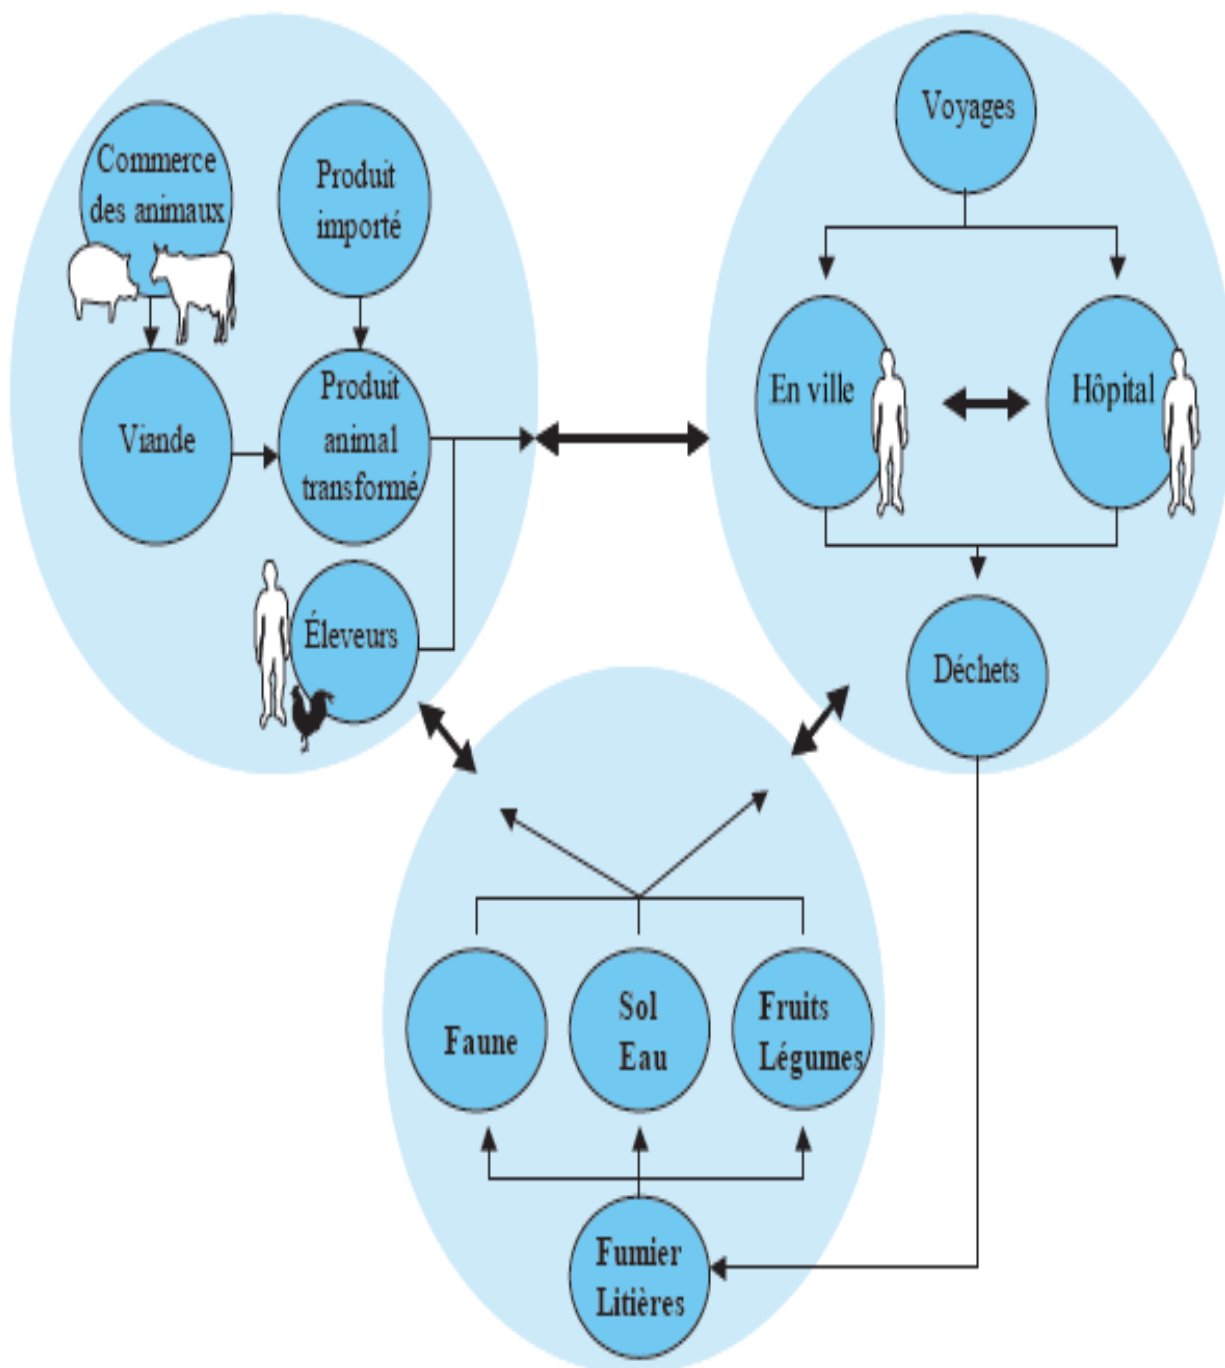 Commerce
des animaux
Produit
importé
Viande
Produit
animal
transformé
Éleveurs
Voyages
En ville
Hôpital
Déchets
Faune
Sol
Eau
Fruits
Légumes
Fumier
Litières